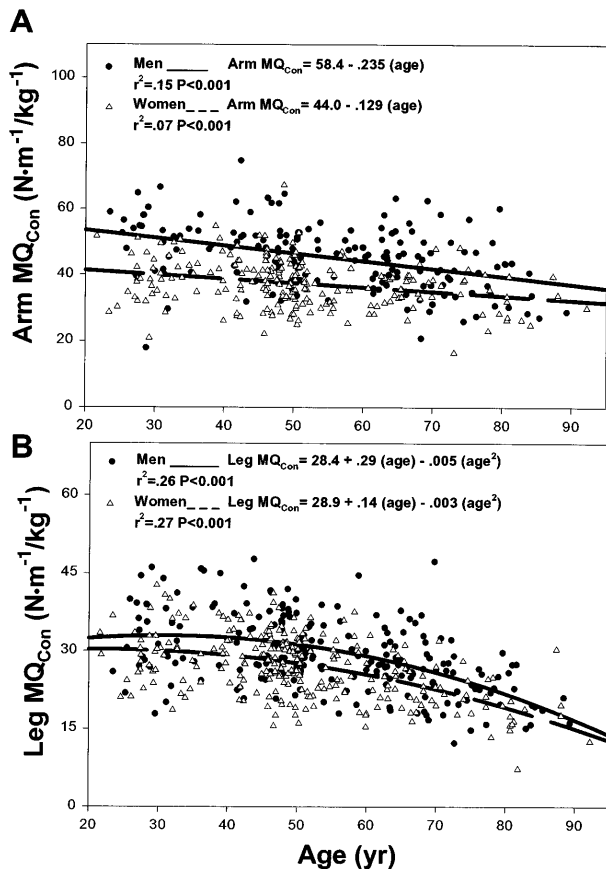 A
Men _____ Arm MQCon= 58.4 - .235 (age)
r²=.15 P<0.001
Women_ _ _ Arm MQCon= 44.0 - .129 (age)
r²=.07 P<0.001
100
80
60
40
20
0
Arm MQCon (N·m⁻¹/kg⁻¹)
20 30 40 50 60 70 80 90
B
Men ______ Leg MQCon= 28.4 + .29 (age) - .005 (age²)
r²=.26 P<0.001
Women_ _ _ Leg MQCon= 28.9 + .14 (age) - .003 (age²)
r²=.27 P<0.001
60
45
30
15
0
Leg MQCon (N·m⁻¹/kg⁻¹)
20 30 40 50 60 70 80 90
Age (yr)